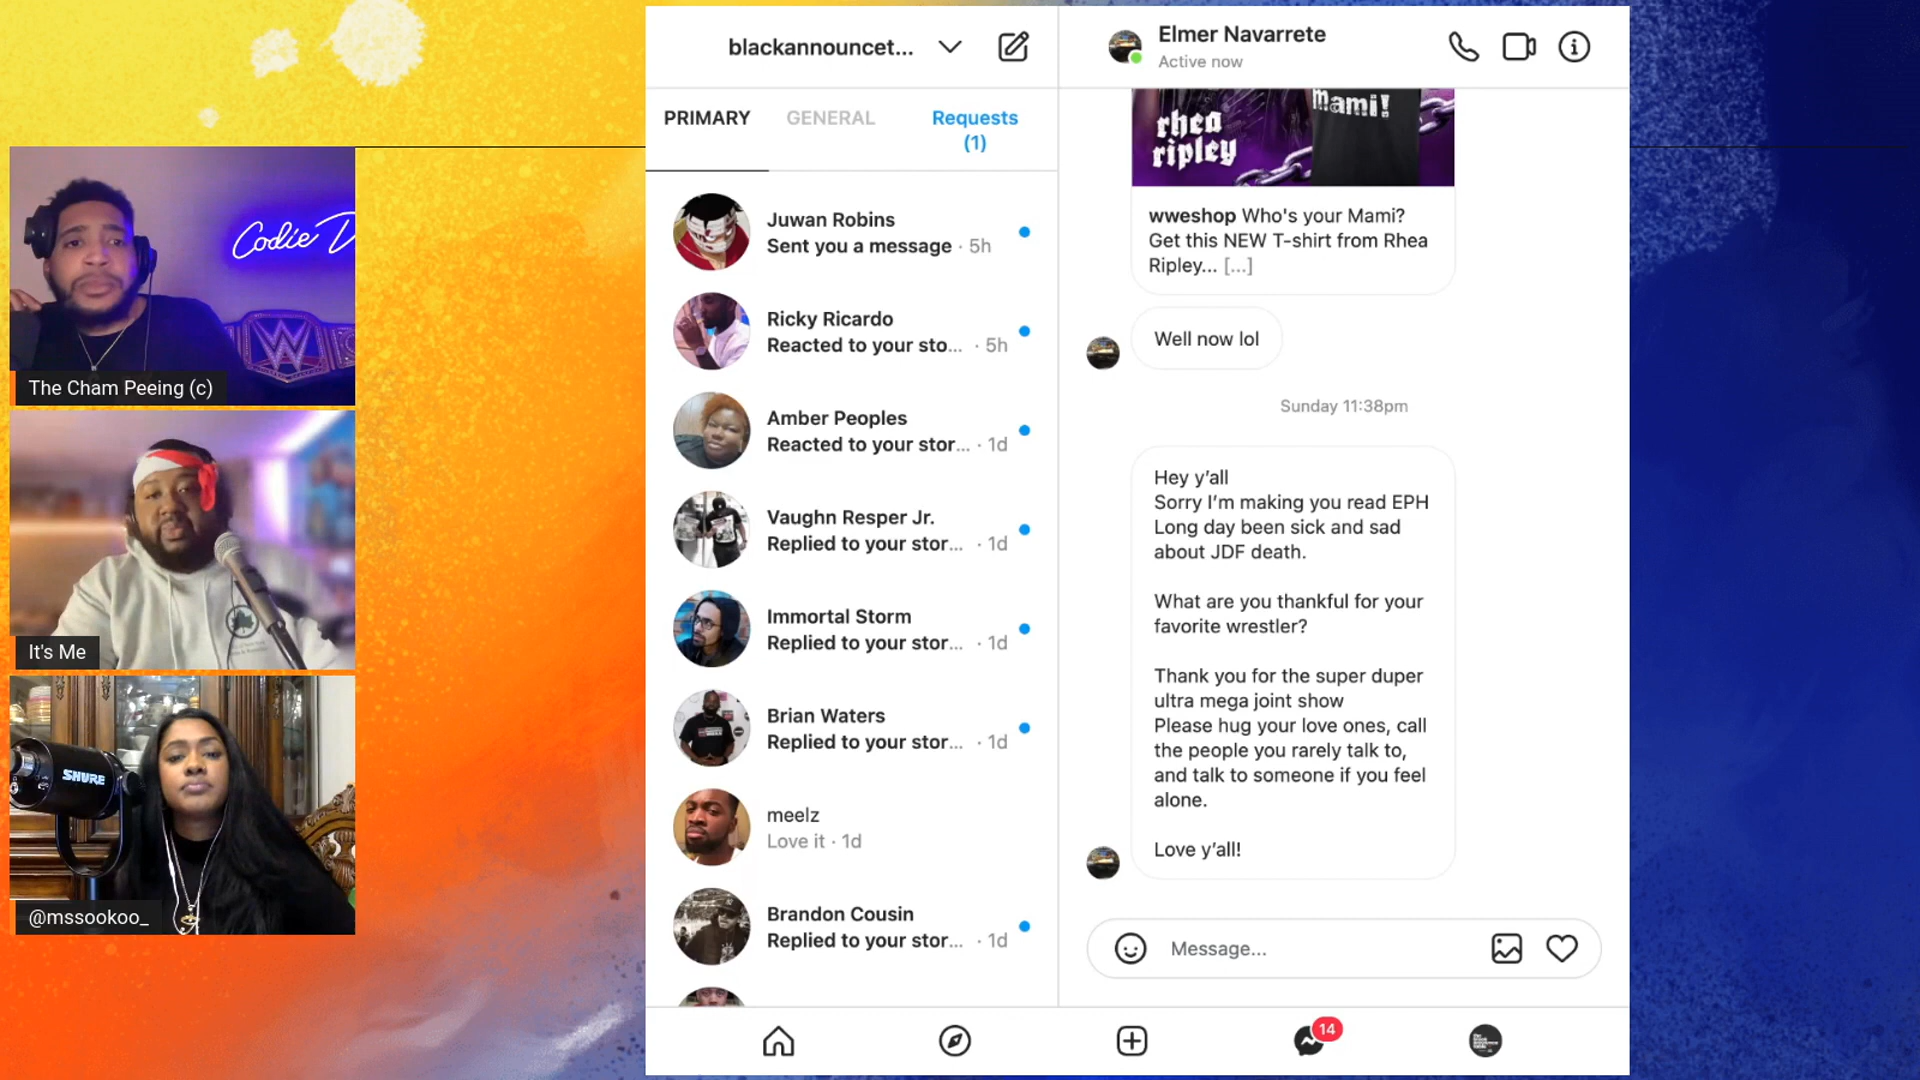 blackannouncet...
PRIMARY
GENERAL
Requests
(1)
Juwan Robins
Sent you a message · 5h
Ricky Ricardo
Reacted to your sto... · 5h
Amber Peoples
Reacted to your stor... · 1d
Vaughn Resper Jr.
Replied to your stor... · 1d
Immortal Storm
Replied to your stor... · 1d
Brian Waters
Replied to your stor... · 1d
meelz
Love it · 1d
Brandon Cousin
Replied to your stor... · 1d
Elmer Navarrete
Active now
Mami!
rhea
ripley
wweshop Who's your Mami?
Get this NEW T-shirt from Rhea
Ripley... [...]
Well now lol
Sunday 11:38pm
Hey y’all
Sorry I’m making you read EPH
Long day been sick and sad
about JDF death.
What are you thankful for your
favorite wrestler?
Thank you for the super duper
ultra mega joint show
Please hug your love ones, call
the people you rarely talk to,
and talk to someone if you feel
alone.
Love y’all!
Message...
14
Codie D
W
The Cham Peeing (c)
It's Me
SHURE
@mssookoo_